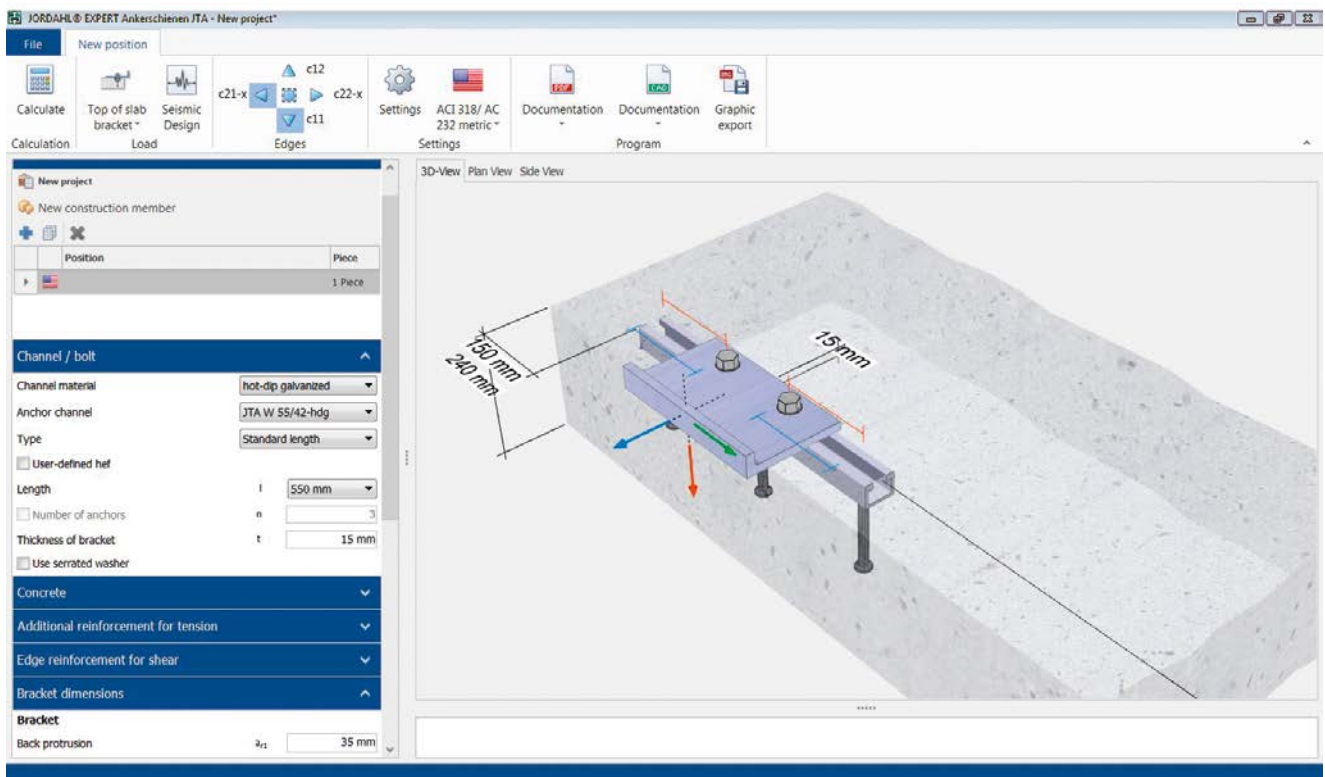 JORDAHL® EXPERT Ankerschienen JTA - New project*
File New position
c12
c21-x c22-x
c11
Calculate Top of slab bracket Seismic Design Settings ACI 318/ AC 232 metric Documentation Documentation Graphic export
Calculation Load Edges Settings Program
New project
New construction member
Position Piece
1 Piece
Channel / bolt
Channel material hot-dip galvanized
Anchor channel JTA W 55/42-hdg
Type Standard length
User-defined hef
Length l 550 mm
Number of anchors n 3
Thickness of bracket t 15 mm
Use serrated washer
Concrete
Additional reinforcement for tension
Edge reinforcement for shear
Bracket dimensions
Bracket
Back protrusion ar1 35 mm
3D-View Plan View Side View
150 mm
240 mm
15 mm